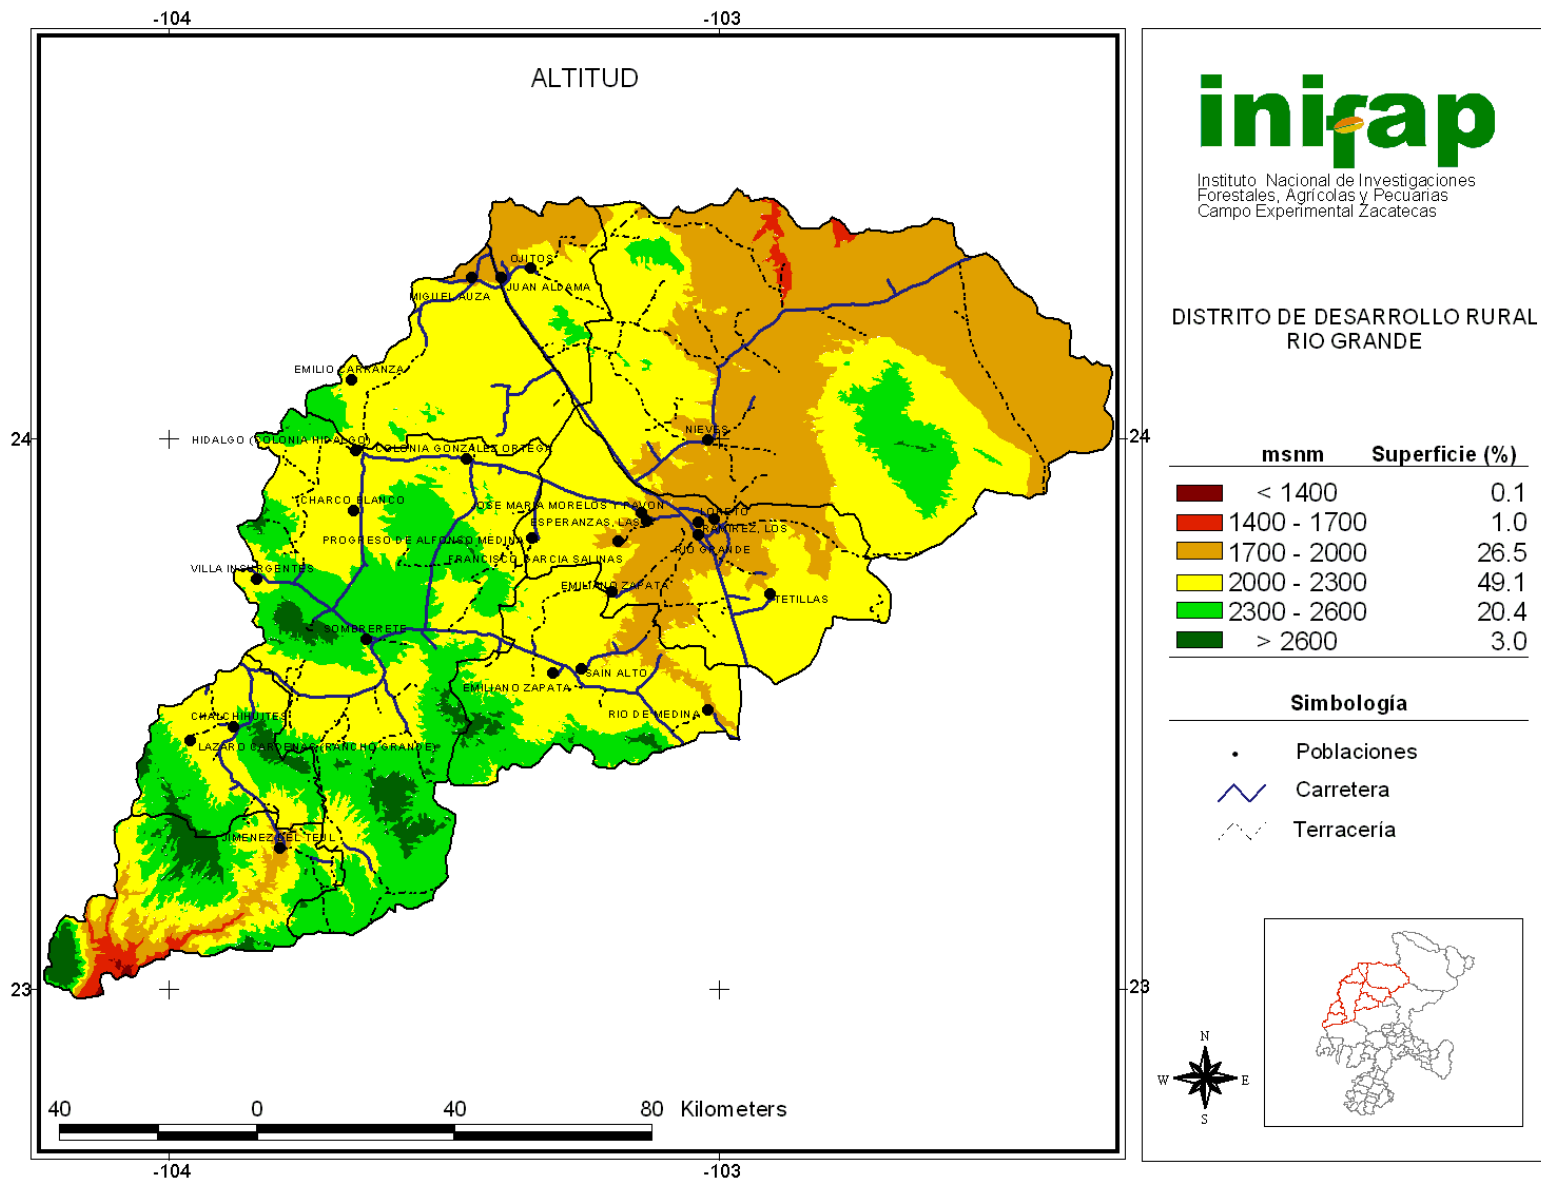 -104
-103
ALTITUD
OJITOS
JUAN ALDAMA
MIGUEL AUZA
EMILIO CARRANZA
24
24
HIDALGO (COLONIA HIDALGO)
COLONIA GONZALEZ ORTEGA
NIEVES
CHARCO BLANCO
JOSE MARIA MORELOS Y PAVON
LORETO
ESPERANZAS, LAS
RAMIREZ, LOS
PROGRESO DE ALFONSO MEDINA
RIO GRANDE
FRANCISCO GARCIA SALINAS
VILLA INSURGENTES
EMILIANO ZAPATA
TETILLAS
SOMBRERETE
SAIN ALTO
EMILIANO ZAPATA
RIO DE MEDINA
CHALCHIHUITES
LAZARO CARDENAS (RANCHO GRANDE)
JIMENEZ DEL TEUL
23
23
40 0 40 80 Kilometers
-104
-103
inifap
Instituto Nacional de Investigaciones
Forestales, Agrícolas y Pecuarias
Campo Experimental Zacatecas
DISTRITO DE DESARROLLO RURAL
RIO GRANDE
msnm Superficie (%)
< 1400 0.1
1400 - 1700 1.0
1700 - 2000 26.5
2000 - 2300 49.1
2300 - 2600 20.4
> 2600 3.0
Simbología
Poblaciones
Carretera
Terracería
N
W E
S